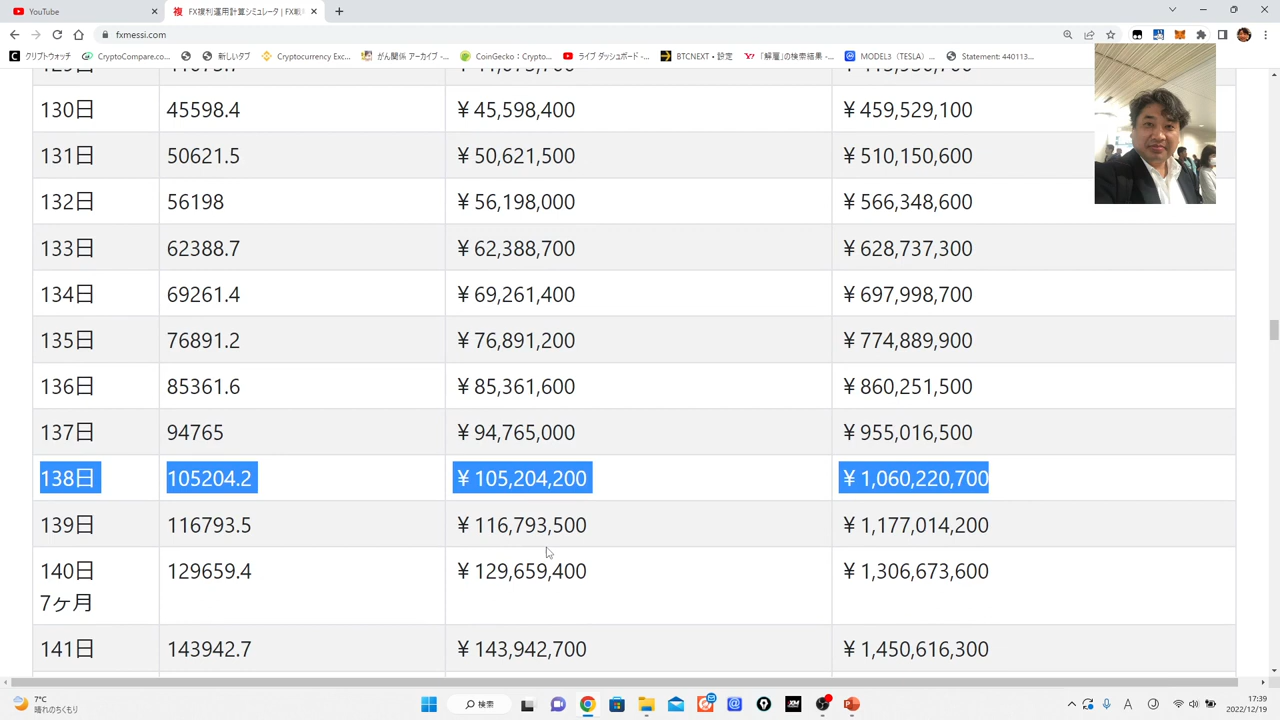 YouTube
複 FX複利運用計算シミュレータ | FX戦
fxmessi.com
クリプトウォッチ
CryptoCompare.co...
新しいタブ
Cryptocurrency Exc...
がん関係 アーカイブ -...
CoinGecko：Crypto...
ライブ ダッシュボード -...
BTCNEXT • 設定
「解雇」の検索結果 -...
MODEL3（TESLA）...
Statement: 440113...
130日 45598.4 ¥ 45,598,400 ¥ 459,529,100
131日 50621.5 ¥ 50,621,500 ¥ 510,150,600
132日 56198 ¥ 56,198,000 ¥ 566,348,600
133日 62388.7 ¥ 62,388,700 ¥ 628,737,300
134日 69261.4 ¥ 69,261,400 ¥ 697,998,700
135日 76891.2 ¥ 76,891,200 ¥ 774,889,900
136日 85361.6 ¥ 85,361,600 ¥ 860,251,500
137日 94765 ¥ 94,765,000 ¥ 955,016,500
138日 105204.2 ¥ 105,204,200 ¥ 1,060,220,700
139日 116793.5 ¥ 116,793,500 ¥ 1,177,014,200
140日 129659.4 ¥ 129,659,400 ¥ 1,306,673,600
7ヶ月
141日 143942.7 ¥ 143,942,700 ¥ 1,450,616,300
7°C
晴れのちくもり
検索
XM
A
17:39
2022/12/19